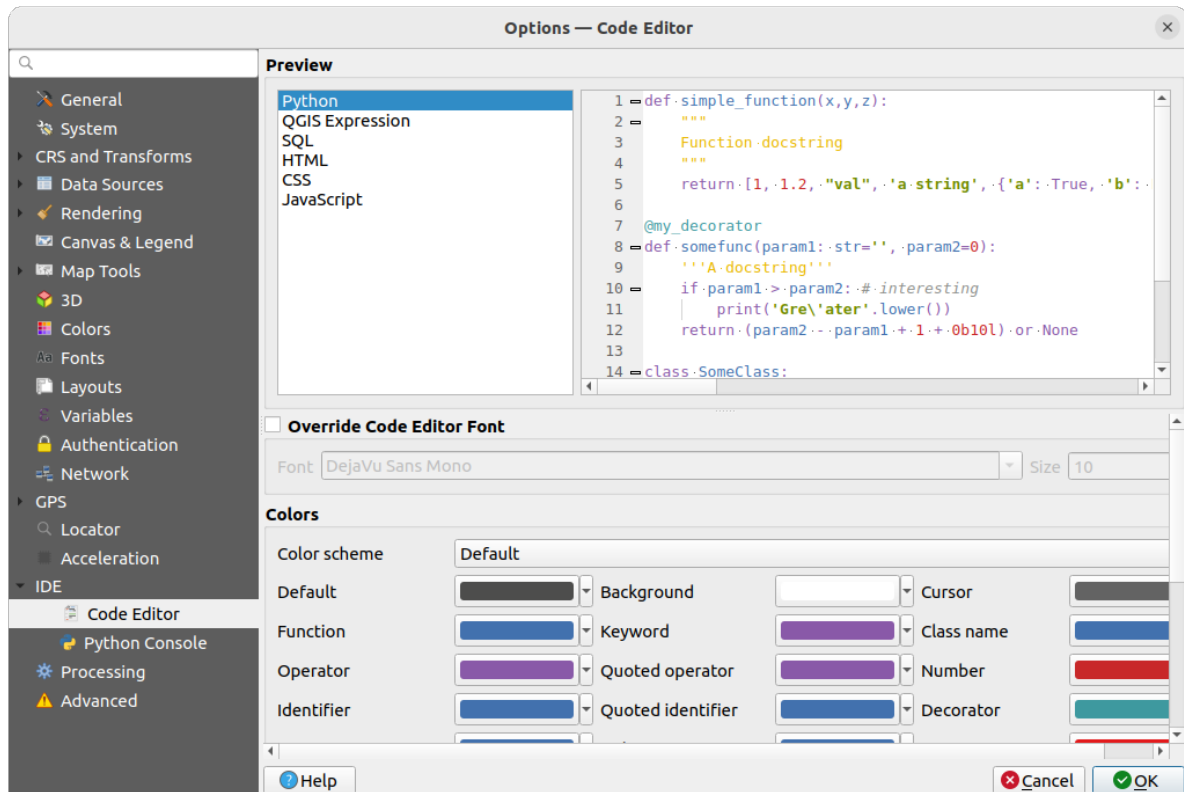 Options — Code Editor
General
System
CRS and Transforms
Data Sources
Rendering
Canvas & Legend
Map Tools
3D
Colors
Fonts
Layouts
Variables
Authentication
Network
GPS
Locator
Acceleration
IDE
Code Editor
Python Console
Processing
Advanced
Preview
Python
QGIS Expression
SQL
HTML
CSS
JavaScript
1 def·simple_function(x,y,z):
2 """
3 Function·docstring
4 """
5 return·[1,·1.2,·"val",·'a·string',·{'a':·True,·'b':·
6
7 @my_decorator
8 def·somefunc(param1:·str='',·param2=0):
9 '''A·docstring'''
10 if·param1·>·param2:·#·interesting
11 print('Gre\'ater'.lower())
12 return·(param2·-·param1·+·1·+·0b10l)·or·None
13
14 class·SomeClass:
Override Code Editor Font
Font DejaVu Sans Mono Size 10
Colors
Color scheme Default
Default Background Cursor
Function Keyword Class name
Operator Quoted operator Number
Identifier Quoted identifier Decorator
Help Cancel OK